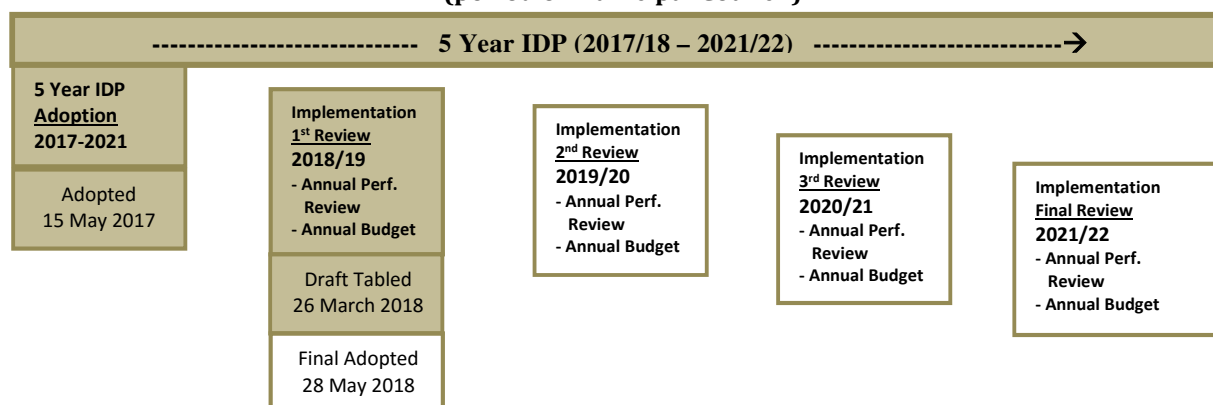 ---------------------------- 5 Year IDP (2017/18 – 2021/22) ----------------------------→
5 Year IDP
Adoption
2017-2021
Adopted
15 May 2017
Implementation
1st Review
2018/19
- Annual Perf.
Review
- Annual Budget
Draft Tabled
26 March 2018
Final Adopted
28 May 2018
Implementation
2nd Review
2019/20
- Annual Perf.
Review
- Annual Budget
Implementation
3rd Review
2020/21
- Annual Perf.
Review
- Annual Budget
Implementation
Final Review
2021/22
- Annual Perf.
Review
- Annual Budget